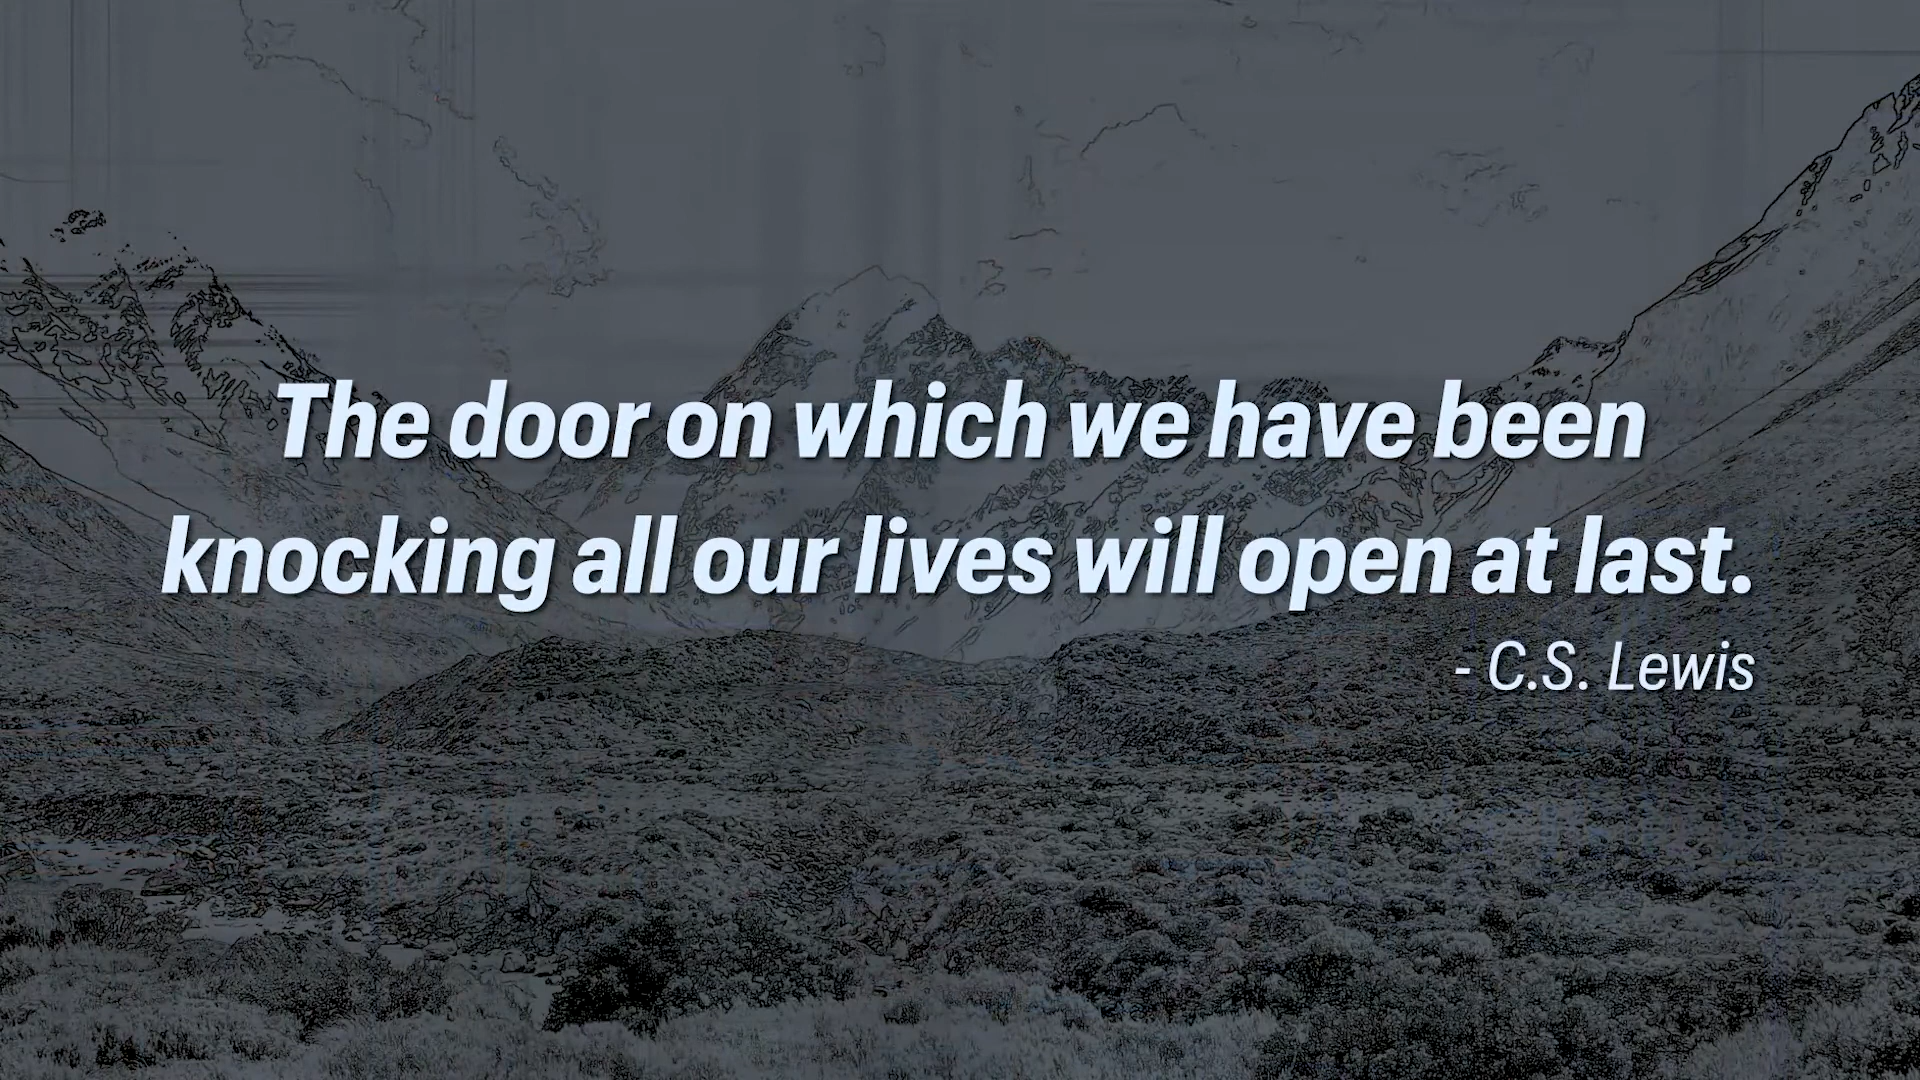 The door on which we have been
knocking all our lives will open at last.
- C.S. Lewis